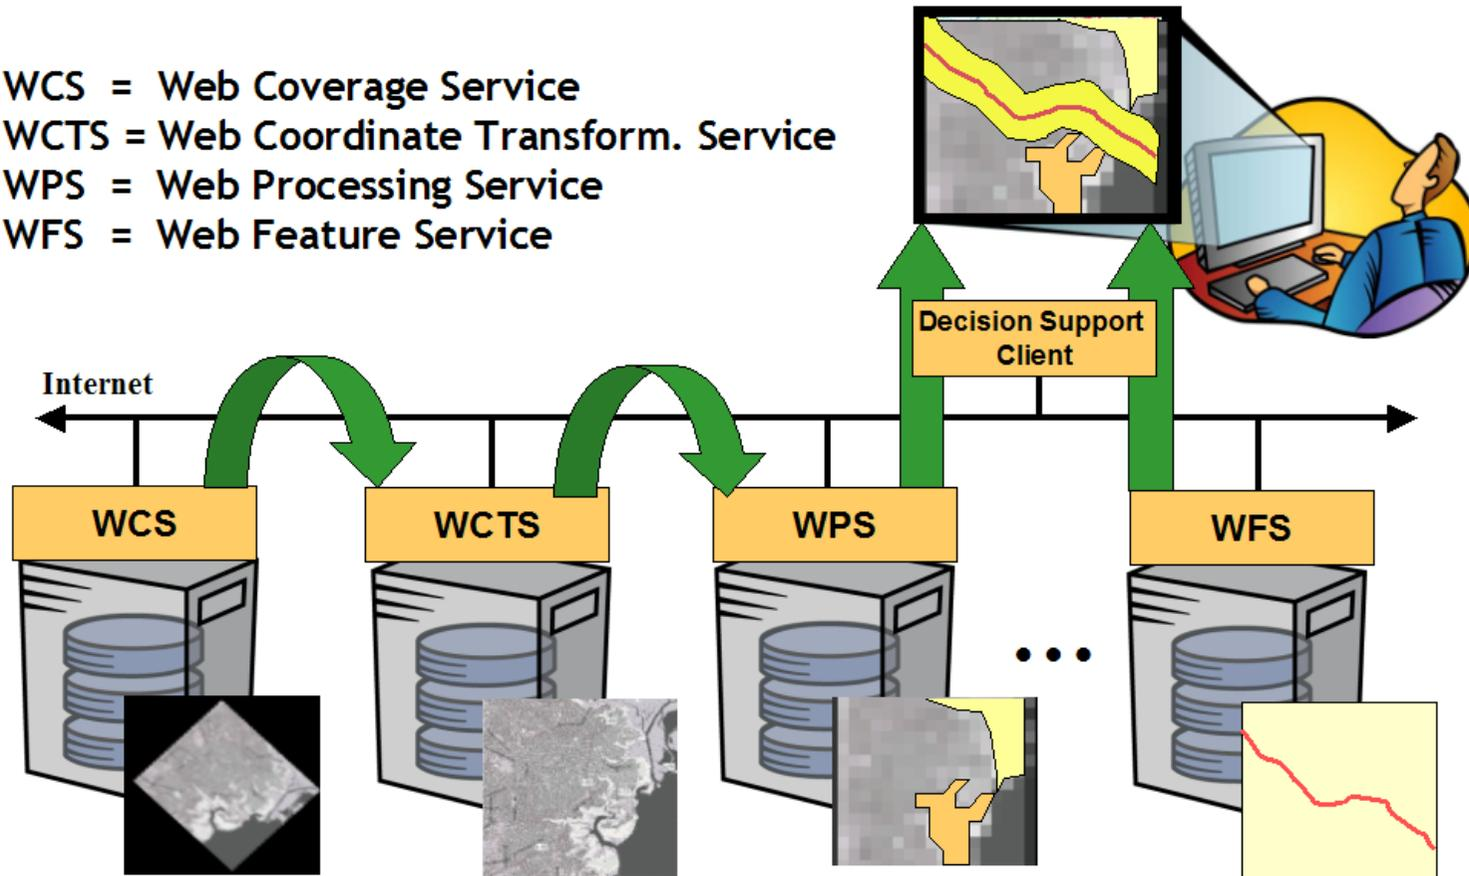 WCS = Web Coverage Service
WCTS = Web Coordinate Transform. Service
WPS = Web Processing Service
WFS = Web Feature Service
Decision Support
Client
Internet
WCS
WCTS
WPS
WFS